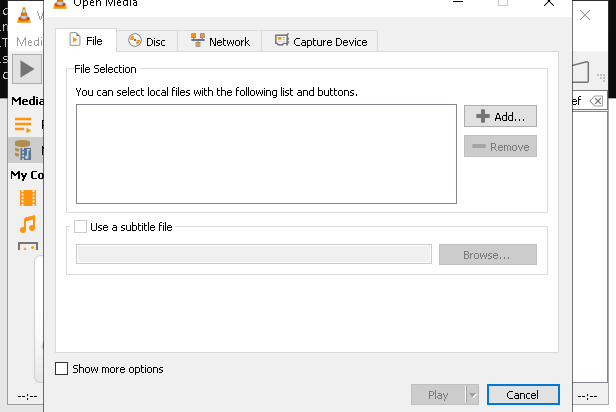 Open Media
File
Disc
Network
Capture Device
Media
File Selection
You can select local files with the following list and buttons.
Add...
ef
Remove
Media
My Co
Use a subtitle file
Browse...
Show more options
--:--
Play
Cancel
--:--